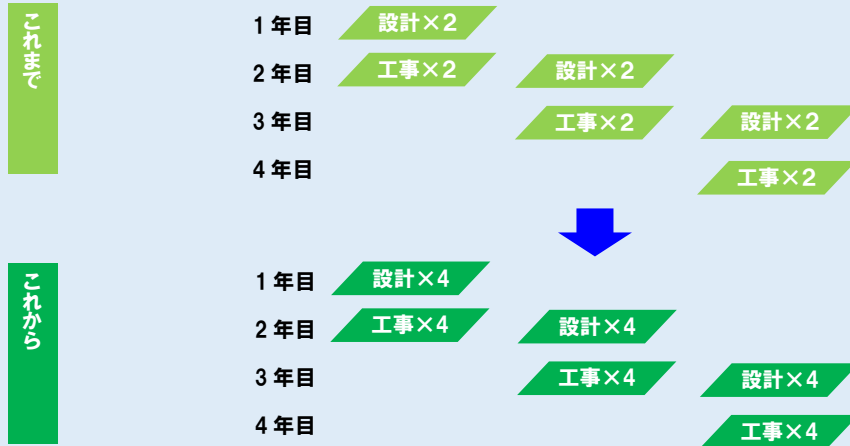 これまで
1年目 設計×2
2年目 工事×2 設計×2
3年目 工事×2 設計×2
4年目 工事×2
これから
1年目 設計×4
2年目 工事×4 設計×4
3年目 工事×4 設計×4
4年目 工事×4